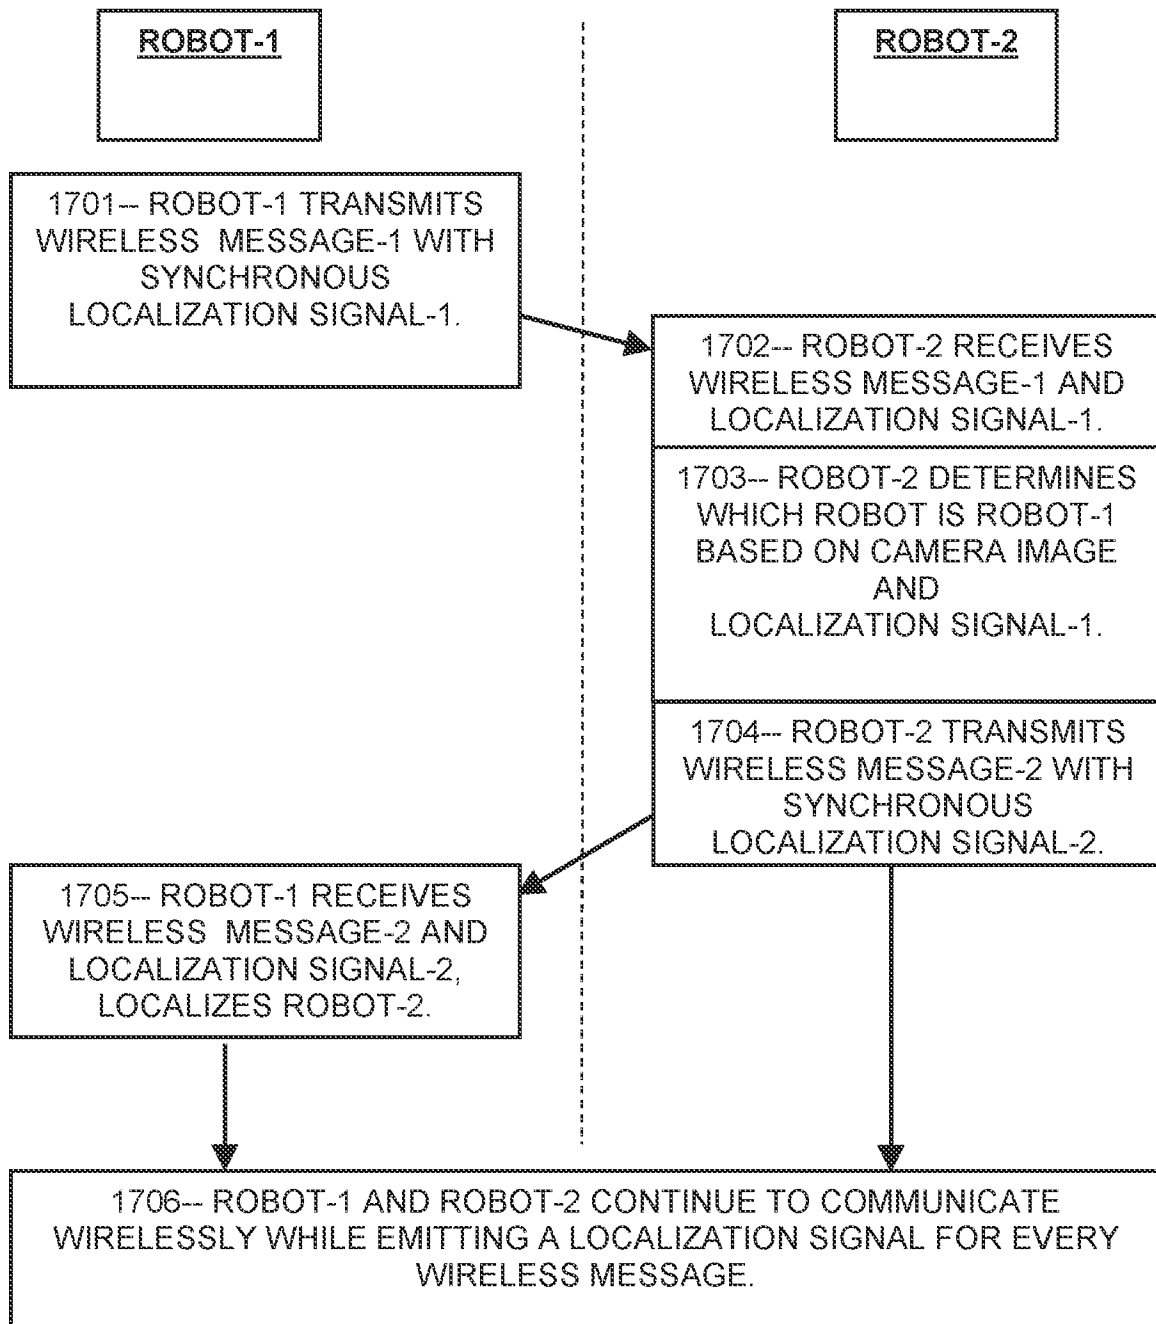 ROBOT-1
ROBOT-2
1701-- ROBOT-1 TRANSMITS
WIRELESS MESSAGE-1 WITH
SYNCHRONOUS
LOCALIZATION SIGNAL-1.
1702-- ROBOT-2 RECEIVES
WIRELESS MESSAGE-1 AND
LOCALIZATION SIGNAL-1.
1703-- ROBOT-2 DETERMINES
WHICH ROBOT IS ROBOT-1
BASED ON CAMERA IMAGE
AND
LOCALIZATION SIGNAL-1.
1704-- ROBOT-2 TRANSMITS
WIRELESS MESSAGE-2 WITH
SYNCHRONOUS
LOCALIZATION SIGNAL-2.
1705-- ROBOT-1 RECEIVES
WIRELESS MESSAGE-2 AND
LOCALIZATION SIGNAL-2,
LOCALIZES ROBOT-2.
1706-- ROBOT-1 AND ROBOT-2 CONTINUE TO COMMUNICATE
WIRELESSLY WHILE EMITTING A LOCALIZATION SIGNAL FOR EVERY
WIRELESS MESSAGE.